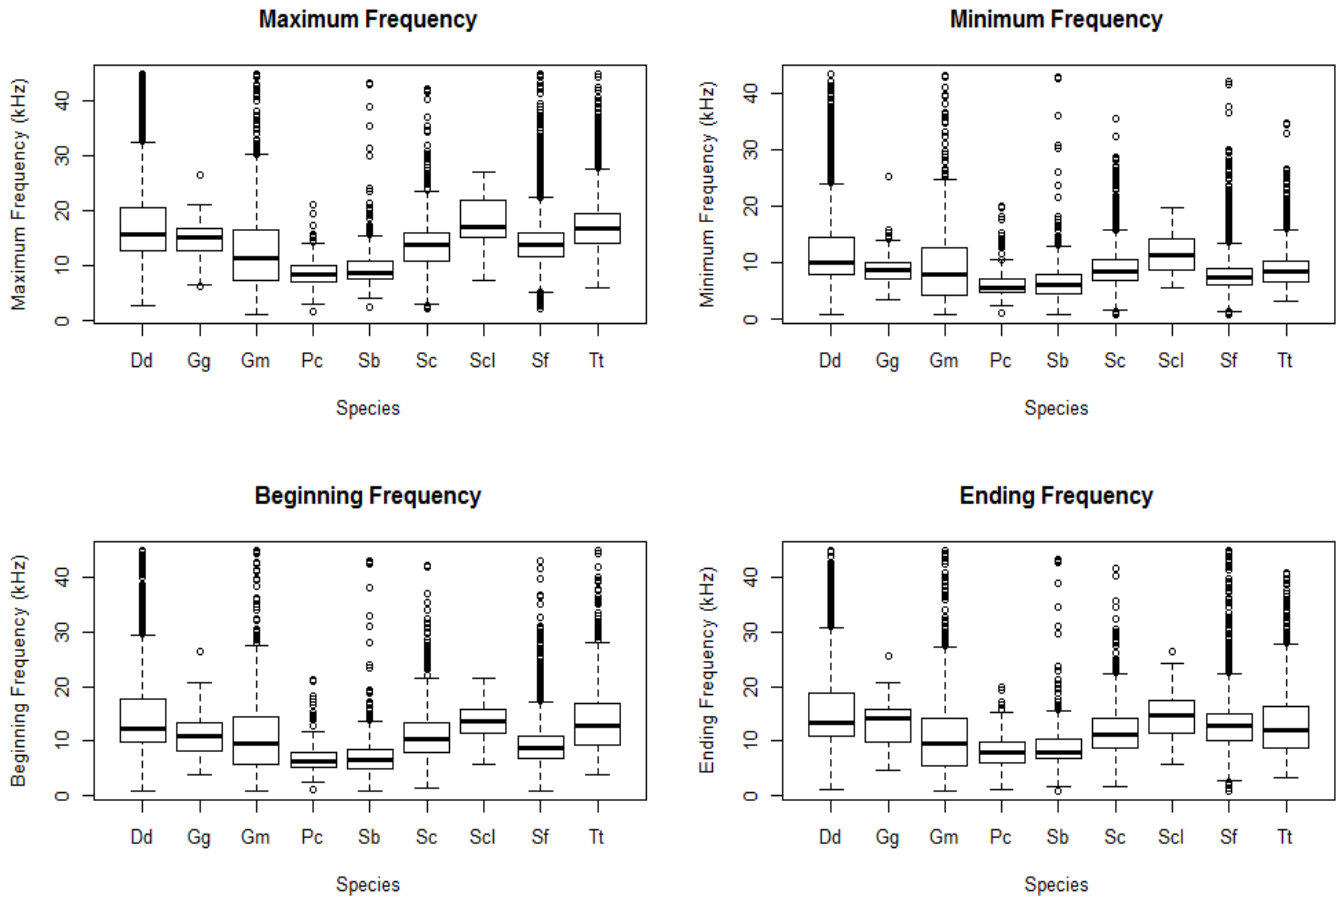 Maximum Frequency
Maximum Frequency (kHz)
40
30
20
10
0
Dd Gg Gm Pc Sb Sc Scl Sf Tt
Species
Minimum Frequency
Minimum Frequency (kHz)
40
30
20
10
0
Dd Gg Gm Pc Sb Sc Scl Sf Tt
Species
Beginning Frequency
Beginning Frequency (kHz)
40
30
20
10
0
Dd Gg Gm Pc Sb Sc Scl Sf Tt
Species
Ending Frequency
Ending Frequency (kHz)
40
30
20
10
0
Dd Gg Gm Pc Sb Sc Scl Sf Tt
Species